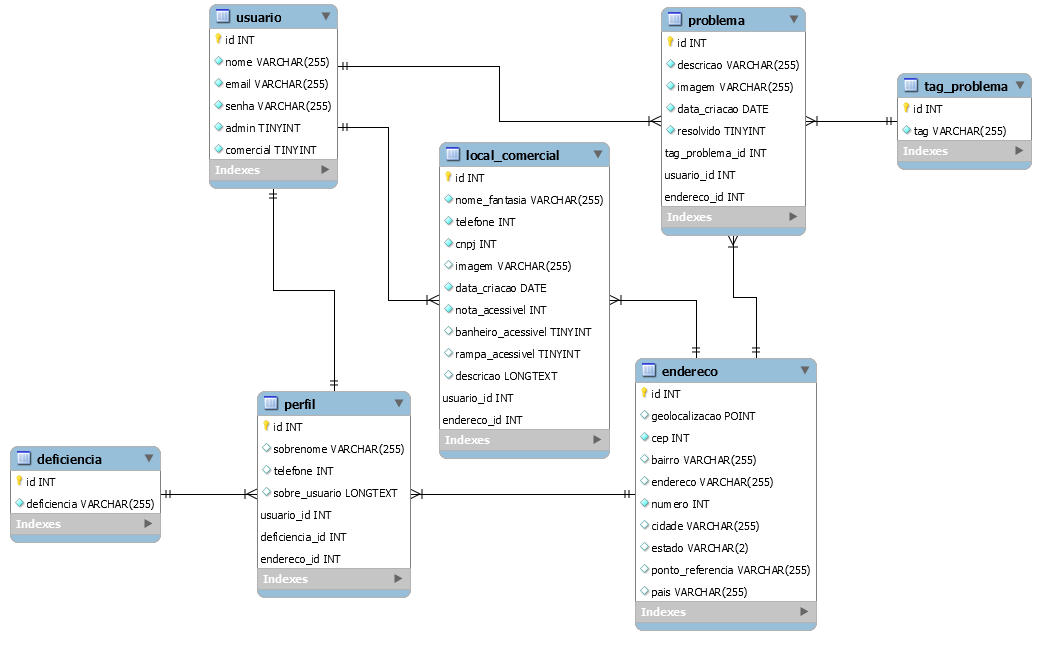 usuario
id INT
nome VARCHAR(255)
email VARCHAR(255)
senha VARCHAR(255)
admin TINYINT
comercial TINYINT
Indexes
problema
id INT
descricao VARCHAR(255)
imagem VARCHAR(255)
data_criacao DATE
resolvido TINYINT
tag_problema_id INT
usuario_id INT
endereco_id INT
Indexes
tag_problema
id INT
tag VARCHAR(255)
Indexes
local_comercial
id INT
nome_fantasia VARCHAR(255)
telefone INT
cnpj INT
imagem VARCHAR(255)
data_criacao DATE
nota_acessivel INT
banheiro_acessivel TINYINT
rampa_acessivel TINYINT
descricao LONGTEXT
usuario_id INT
endereco_id INT
Indexes
endereco
id INT
geolocalizacao POINT
cep INT
bairro VARCHAR(255)
endereco VARCHAR(255)
numero INT
cidade VARCHAR(255)
estado VARCHAR(2)
ponto_referencia VARCHAR(255)
pais VARCHAR(255)
Indexes
perfil
id INT
sobrenome VARCHAR(255)
telefone INT
sobre_usuario LONGTEXT
usuario_id INT
deficiencia_id INT
endereco_id INT
Indexes
deficiencia
id INT
deficiencia VARCHAR(255)
Indexes